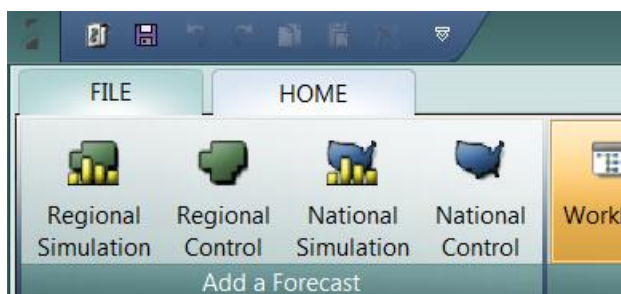 FILE HOME
Regional Regional National National
Simulation Control Simulation Control
Add a Forecast